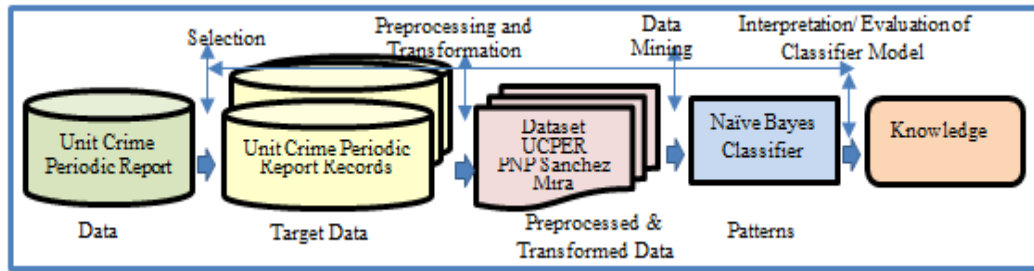 Selection
Preprocessing and
Transformation
Data
Mining
Interpretation/ Evaluation of
Classifier Model
Unit Crime
Periodic Report
Unit Crime Periodic
Report Records
Dataset
UCPER
PNP Sanchez
Mira
Naïve Bayes
Classifier
Knowledge
Data
Target Data
Preprocessed &
Transformed Data
Patterns